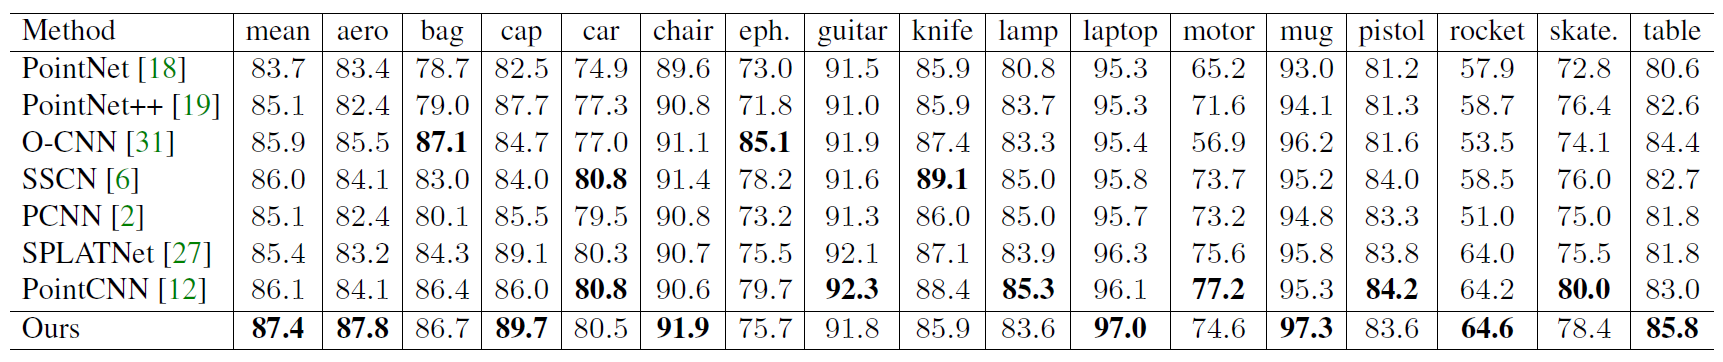 Method mean aero bag cap car chair eph. guitar knife lamp laptop motor mug pistol rocket skate. table
PointNet [18] 83.7 83.4 78.7 82.5 74.9 89.6 73.0 91.5 85.9 80.8 95.3 65.2 93.0 81.2 57.9 72.8 80.6
PointNet++ [19] 85.1 82.4 79.0 87.7 77.3 90.8 71.8 91.0 85.9 83.7 95.3 71.6 94.1 81.3 58.7 76.4 82.6
O-CNN [31] 85.9 85.5 87.1 84.7 77.0 91.1 85.1 91.9 87.4 83.3 95.4 56.9 96.2 81.6 53.5 74.1 84.4
SSCN [6] 86.0 84.1 83.0 84.0 80.8 91.4 78.2 91.6 89.1 85.0 95.8 73.7 95.2 84.0 58.5 76.0 82.7
PCNN [2] 85.1 82.4 80.1 85.5 79.5 90.8 73.2 91.3 86.0 85.0 95.7 73.2 94.8 83.3 51.0 75.0 81.8
SPLATNet [27] 85.4 83.2 84.3 89.1 80.3 90.7 75.5 92.1 87.1 83.9 96.3 75.6 95.8 83.8 64.0 75.5 81.8
PointCNN [12] 86.1 84.1 86.4 86.0 80.8 90.6 79.7 92.3 88.4 85.3 96.1 77.2 95.3 84.2 64.2 80.0 83.0
Ours 87.4 87.8 86.7 89.7 80.5 91.9 75.7 91.8 85.9 83.6 97.0 74.6 97.3 83.6 64.6 78.4 85.8